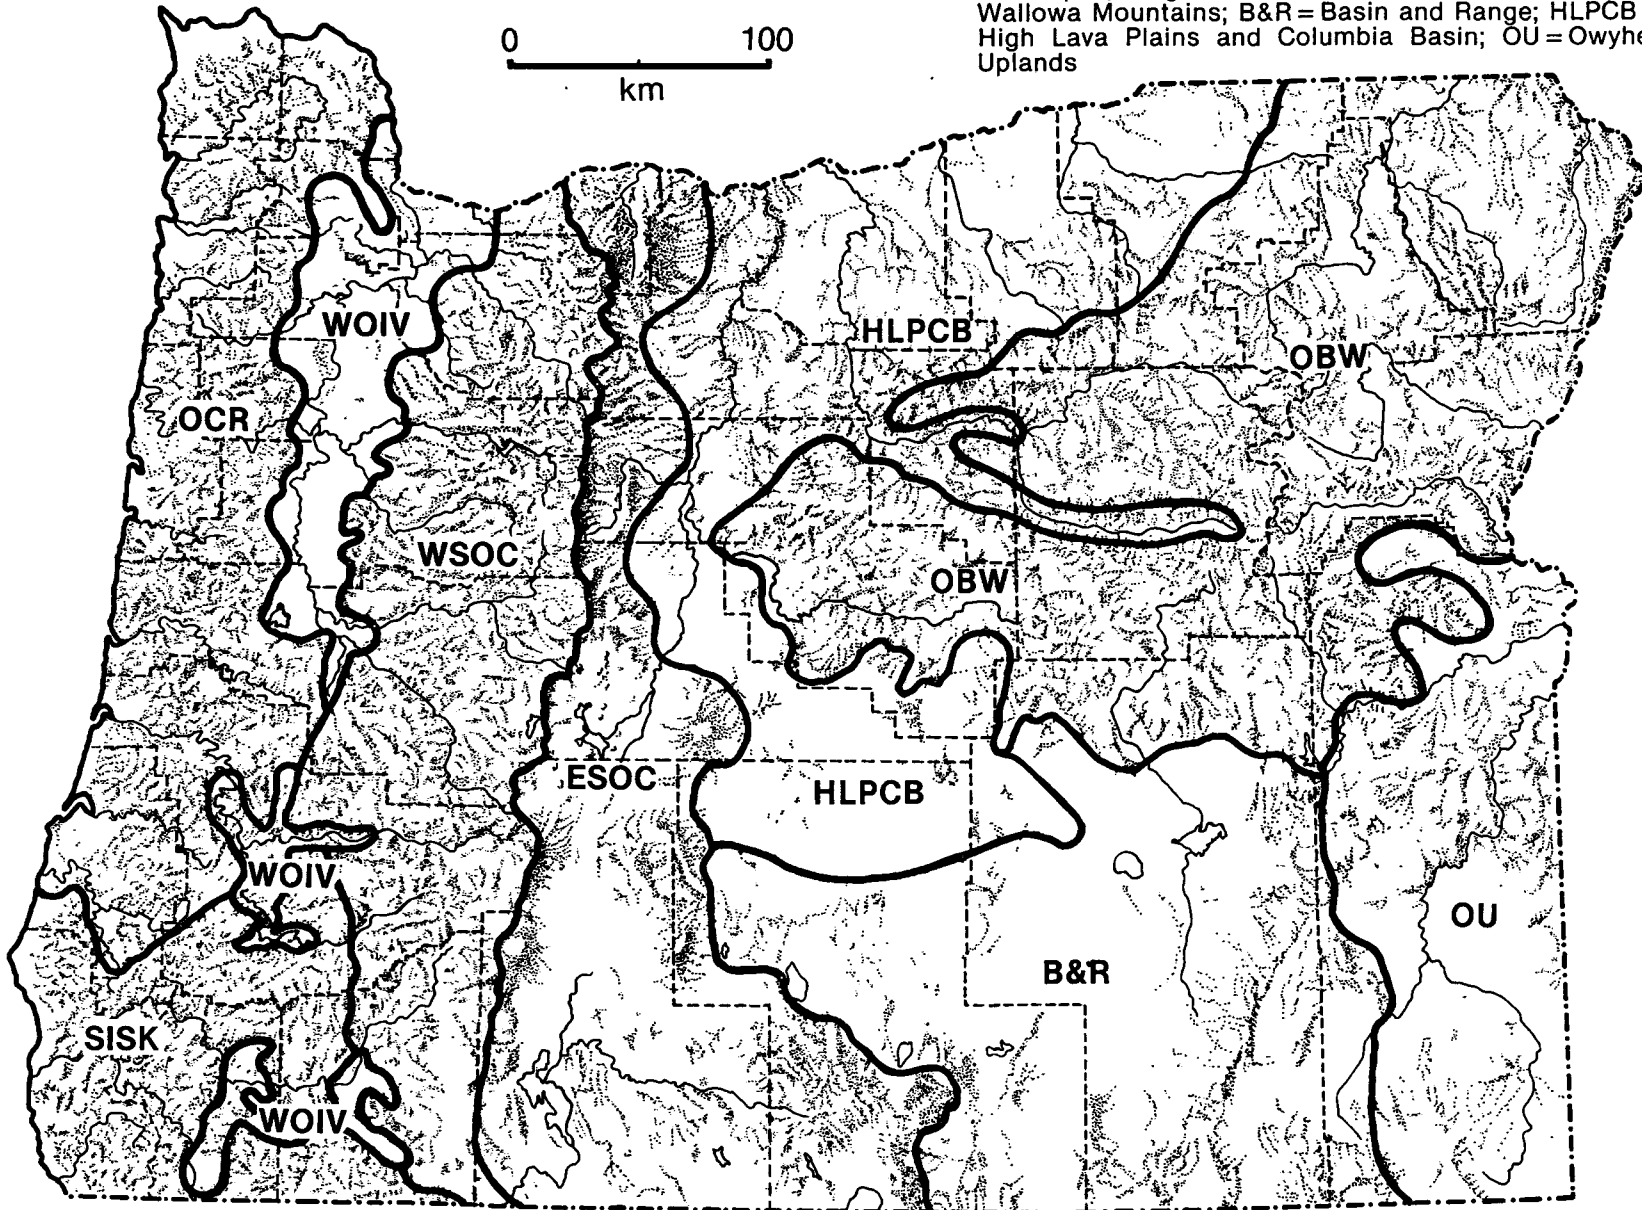 Wallowa Mountains; B&R = Basin and Range; HLPCB
High Lava Plains and Columbia Basin; OU = Owyhe
Uplands
0 100
km
WOIV
HLPCB
OBW
OCR
WSOC
OBW
ESOC
HLPCB
WOIV
OU
B&R
SISK
WOIV